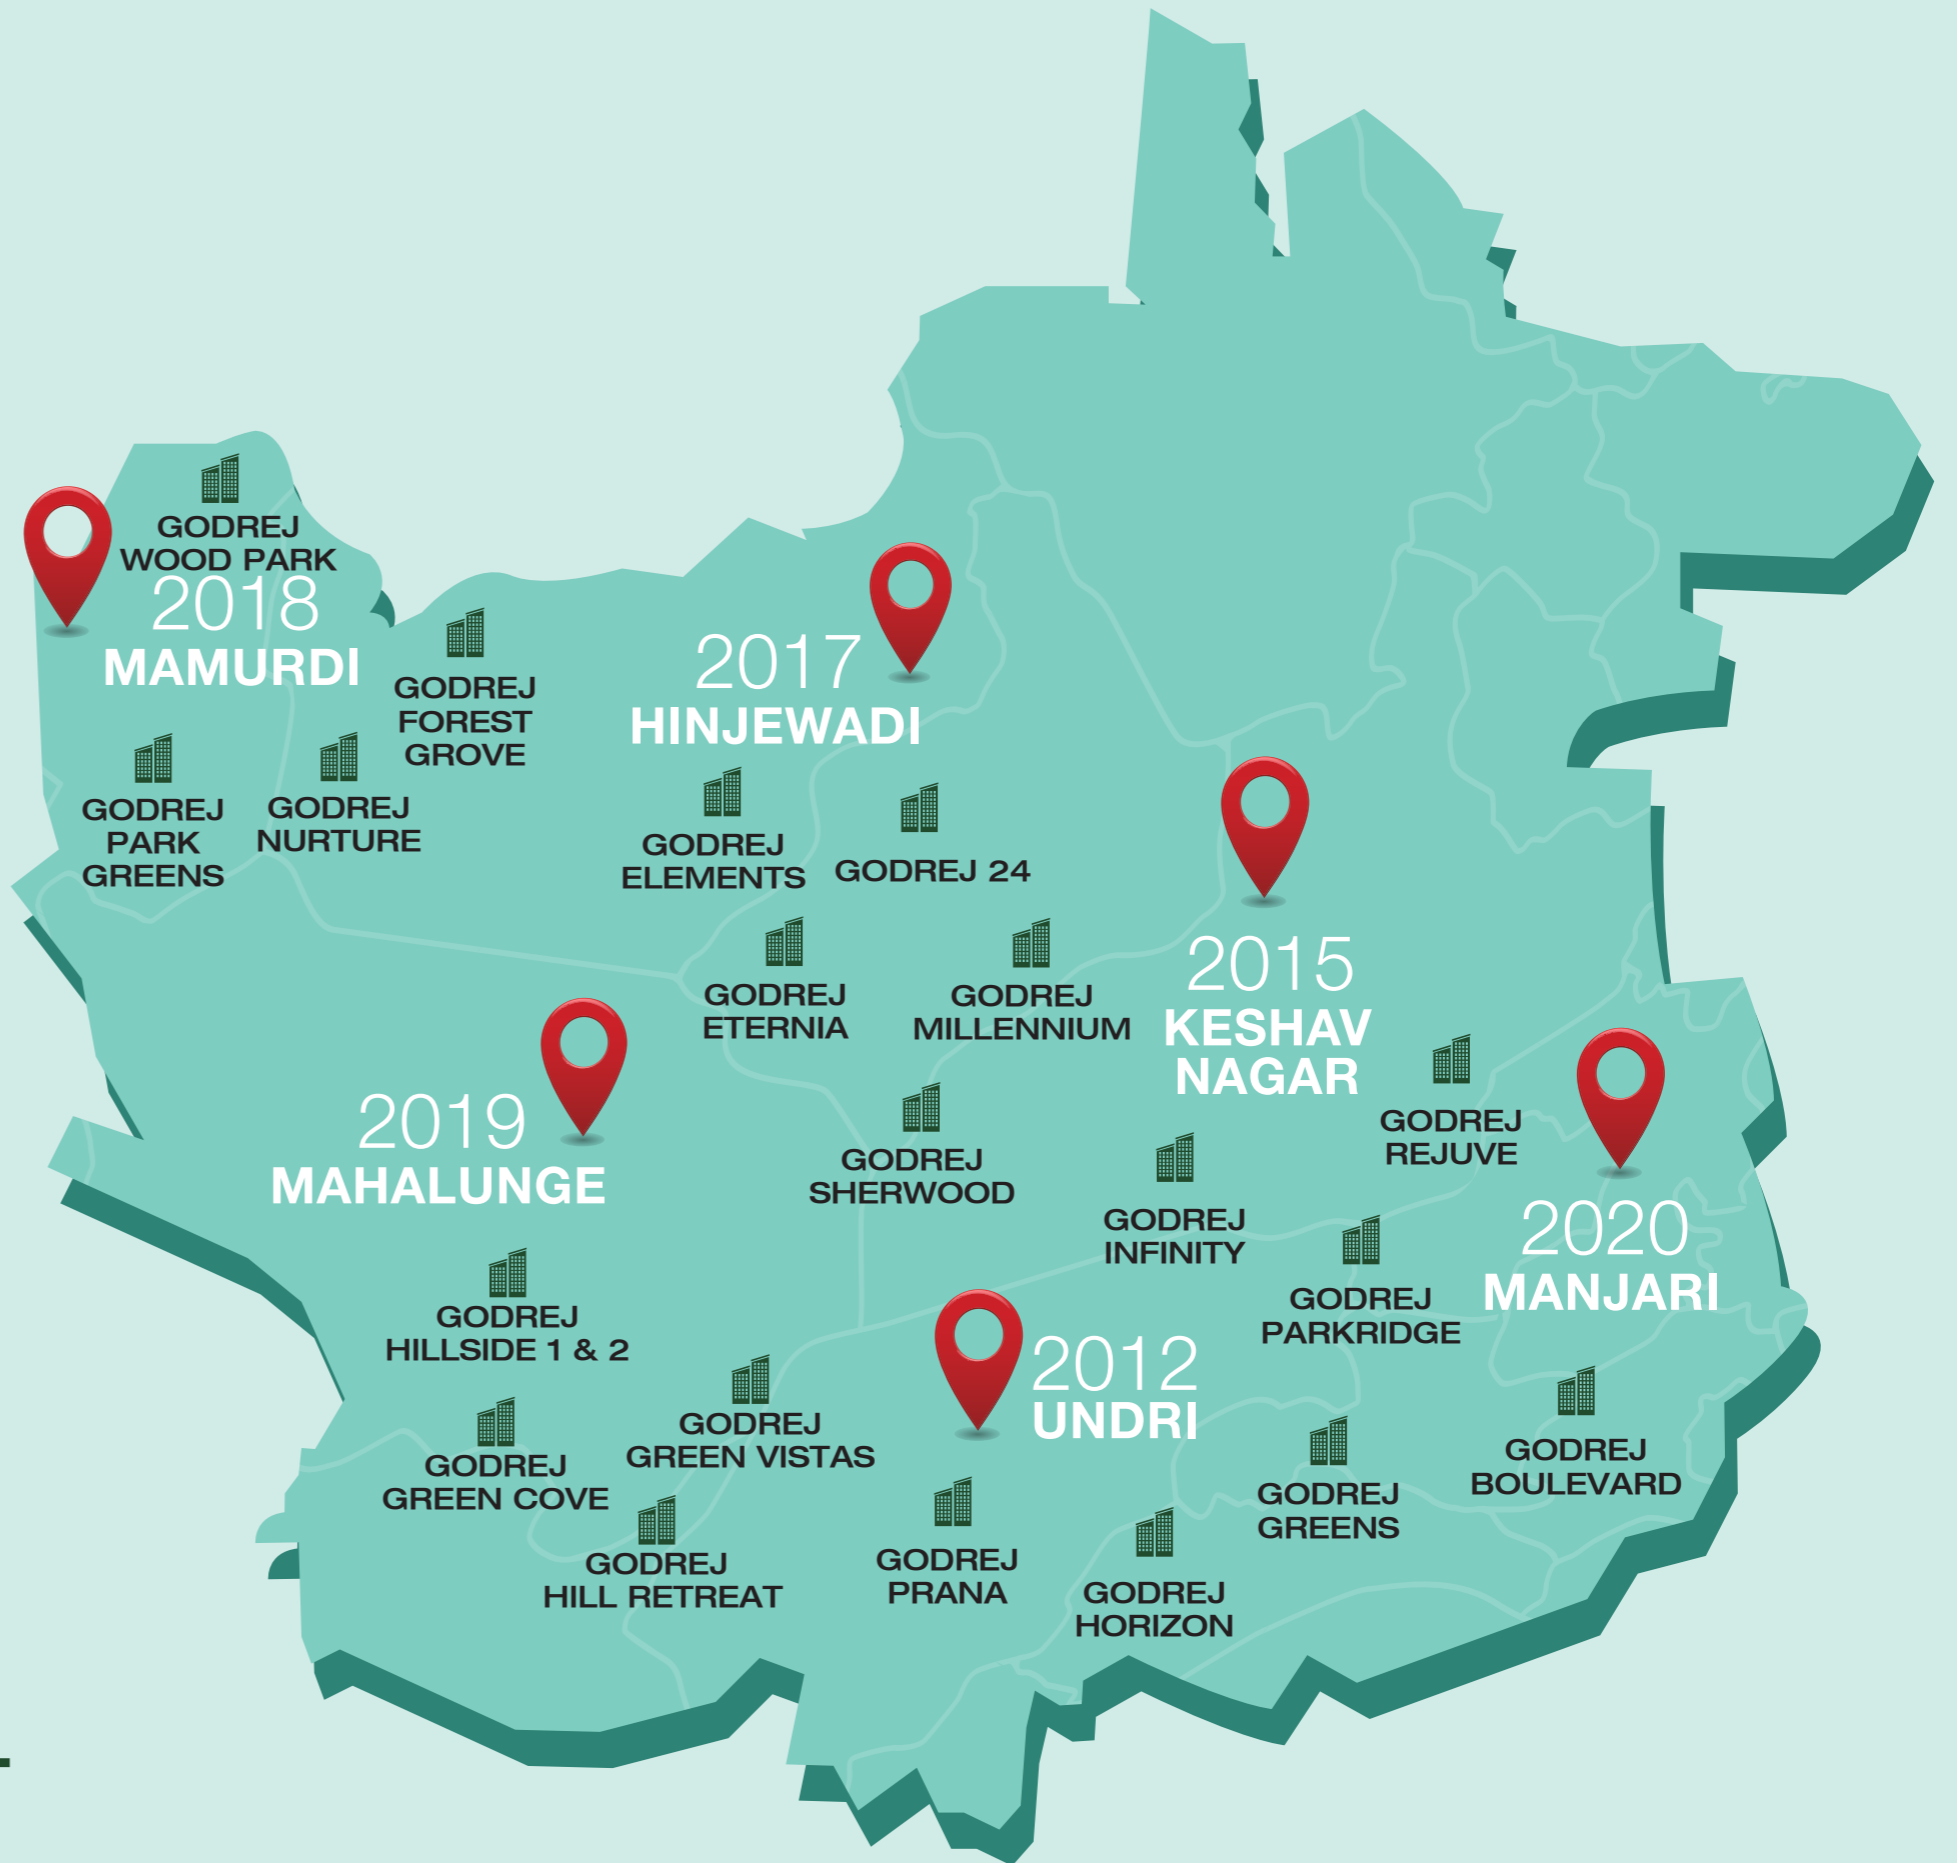 GODREJ
WOOD PARK
2018
MAMURDI
GODREJ
FOREST
GROVE
GODREJ
PARK
GREENS
GODREJ
NURTURE
2017
HINJEWADI
GODREJ
ELEMENTS
GODREJ 24
GODREJ
ETERNIA
GODREJ
MILLENNIUM
2015
KESHAV
NAGAR
GODREJ
REJUVE
2019
MAHALUNGE
GODREJ
SHERWOOD
GODREJ
INFINITY
2020
MANJARI
GODREJ
HILLSIDE 1 & 2
GODREJ
PARKRIDGE
2012
UNDRI
GODREJ
GREEN VISTAS
GODREJ
GREEN COVE
GODREJ
BOULEVARD
GODREJ
GREENS
GODREJ
HILL RETREAT
GODREJ
PRANA
GODREJ
HORIZON